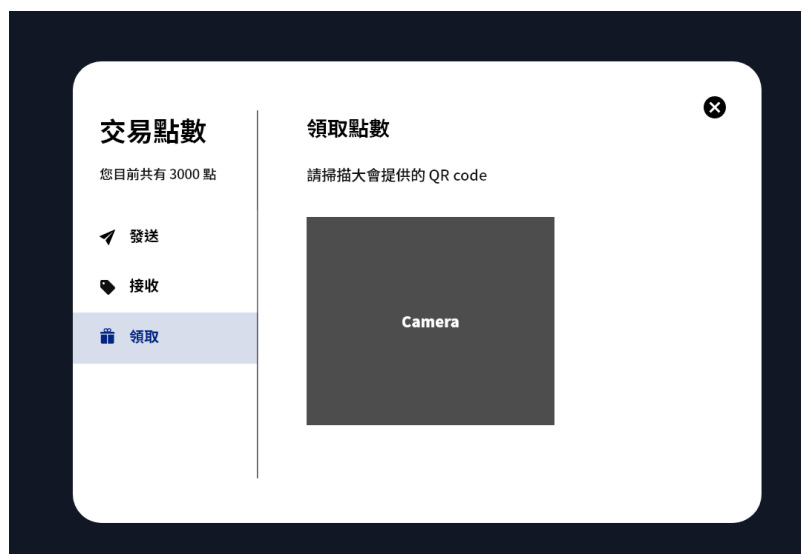 交易點數
您目前共有 3000 點
發送
接收
領取
領取點數
請掃描大會提供的 QR code
Camera